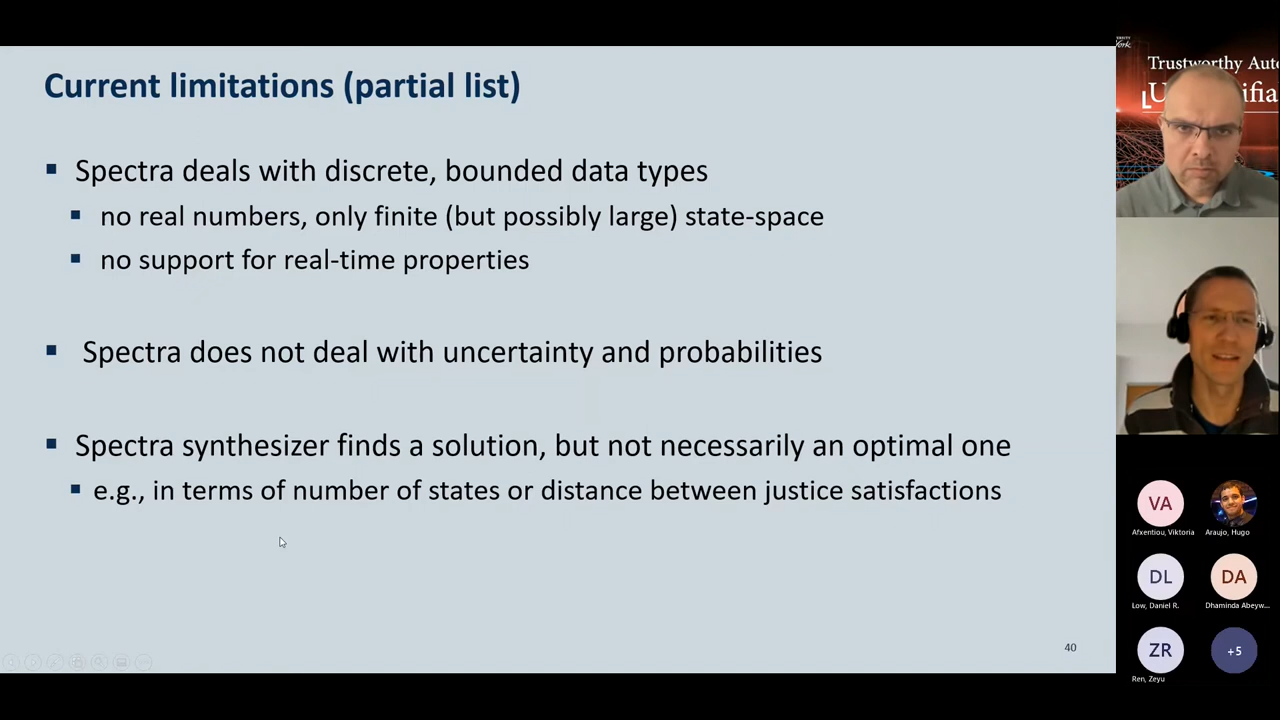 Current limitations (partial list)
▪ Spectra deals with discrete, bounded data types
▪ no real numbers, only finite (but possibly large) state-space
▪ no support for real-time properties
▪ Spectra does not deal with uncertainty and probabilities
▪ Spectra synthesizer finds a solution, but not necessarily an optimal one
▪ e.g., in terms of number of states or distance between justice satisfactions
40
Trustworthy Aut
VA
Afxentiou, Viktoria
Araujo, Hugo
DL
DA
Low, Daniel R.
Dhaminda Abeyw...
ZR
+5
Ren, Zeyu